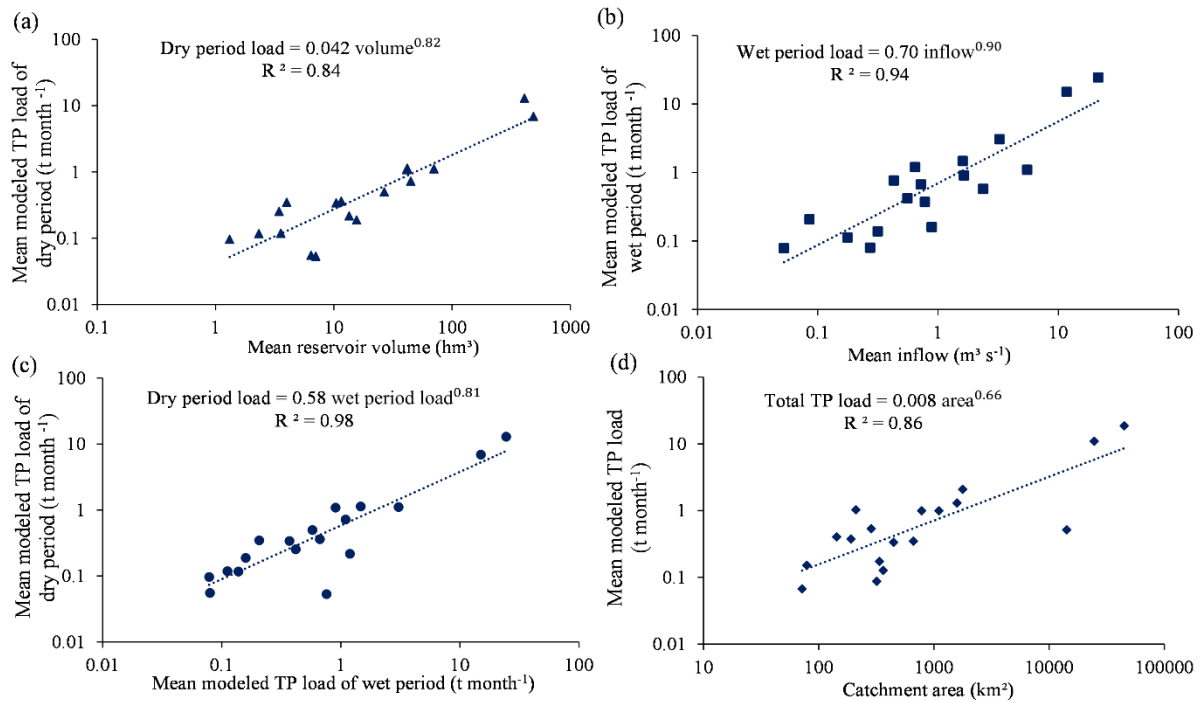 (a)
Dry period load = 0.042 volume^0.82
R ² = 0.84
100
10
1
0.1
0.01
0.1
1
10
100
1000
Mean modeled TP load of
dry period (t month ⁻¹)
Mean reservoir volume (hm³)
(b)
Wet period load = 0.70 inflow^0.90
R ² = 0.94
100
10
1
0.1
0.01
0.01
0.1
1
10
100
Mean modeled TP load of
wet period (t month⁻¹)
Mean inflow (m³ s⁻¹)
(c)
Dry period load = 0.58 wet period load^0.81
R ² = 0.98
100
10
1
0.1
0.01
0.01
0.1
1
10
100
Mean modeled TP load of
dry period (t month ⁻¹)
Mean modeled TP load of wet period (t month⁻¹)
(d)
Total TP load = 0.008 area^0.66
R ² = 0.86
100
10
1
0.1
0.01
10
100
1000
10000
100000
Mean modeled TP load
(t month⁻¹)
Catchment area (km²)